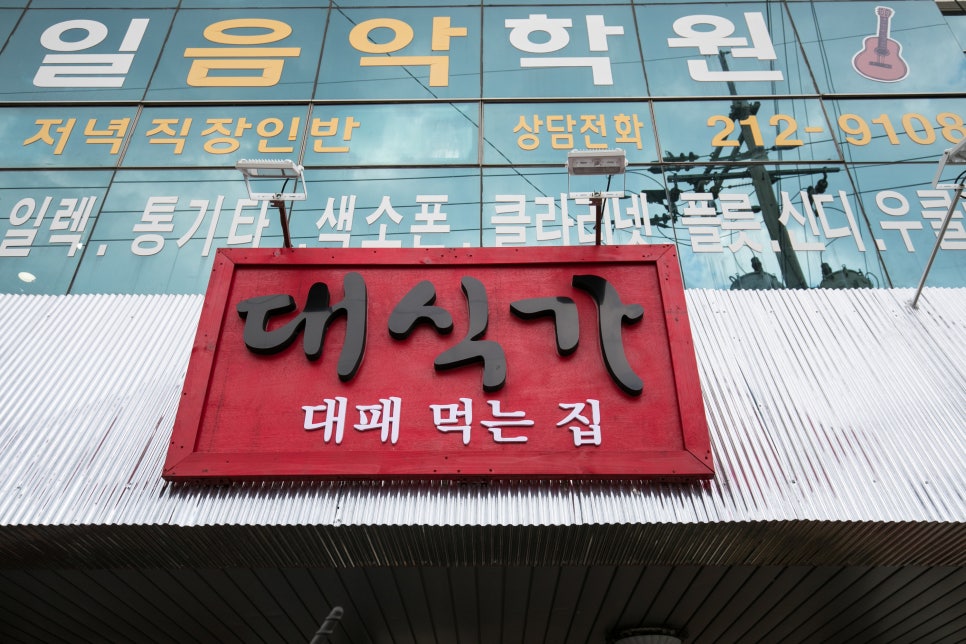 일음악학원
저녁직장인반 상담전화 212-9108
일렉. 통기타. 색소폰. 클라리넷 플룻.신디.우쿨
대식가
대패 먹는 집